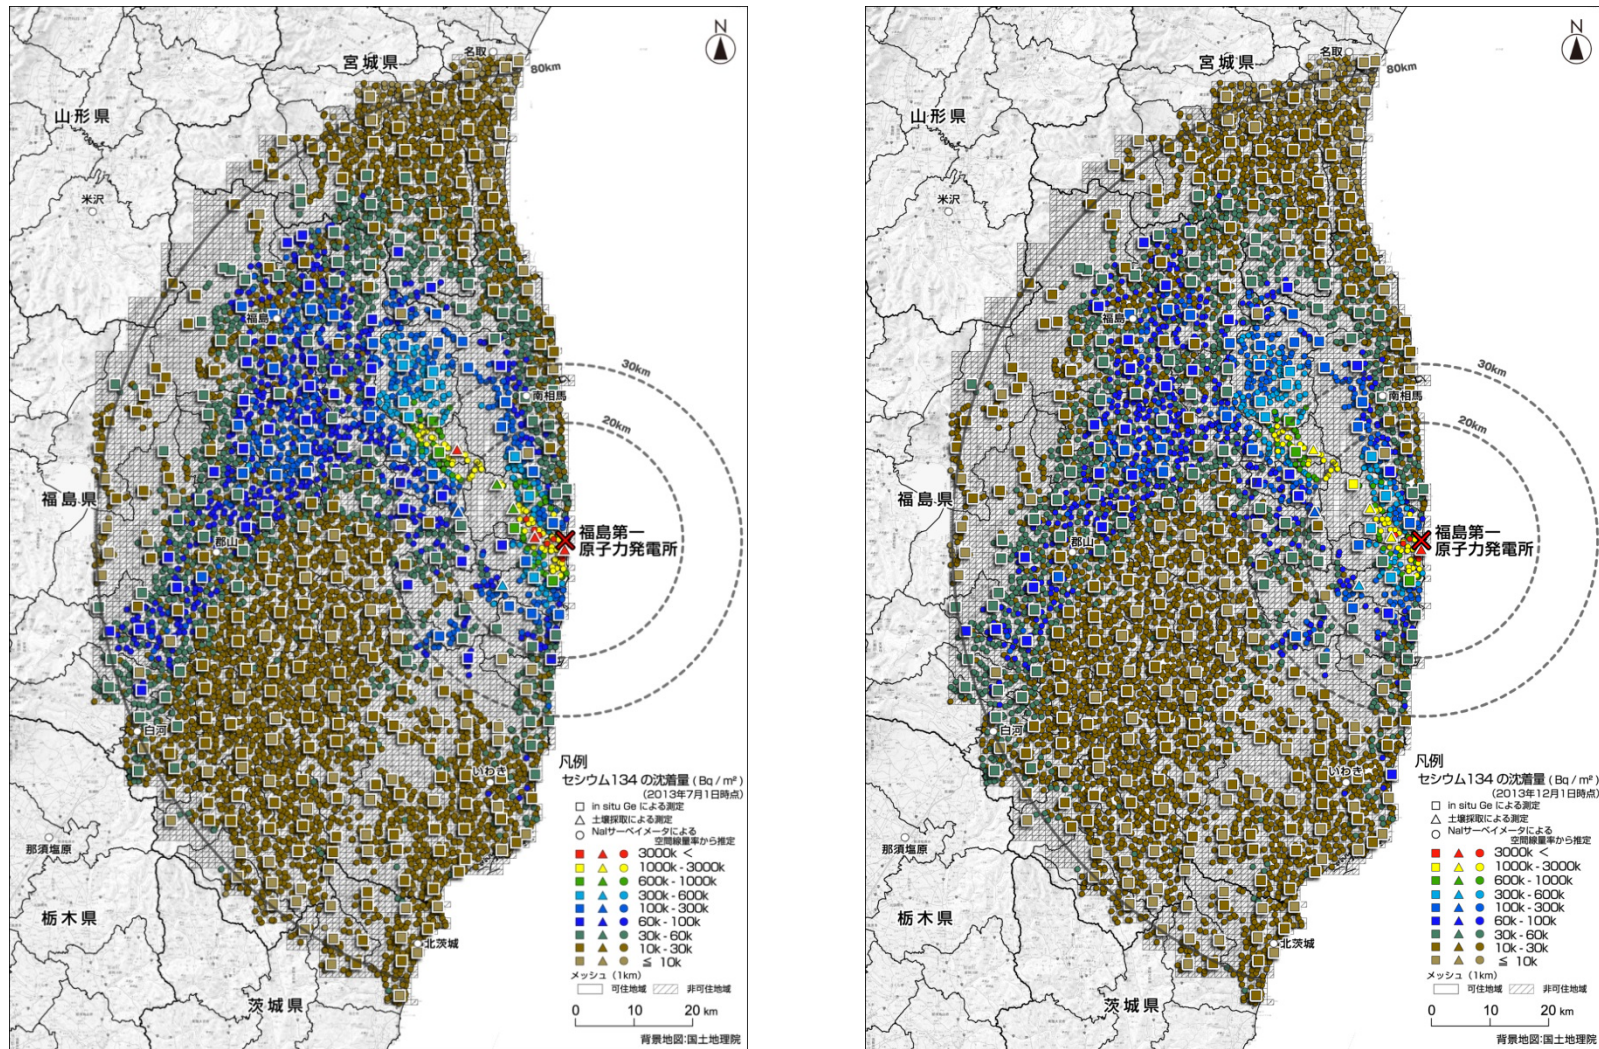 N
名取
宮城県
80km
山形県
米沢
福島
30km
南相馬
20km
福島県
福島第一
原子力発電所
郡山
白河
いわき
那須塩原
栃木県
北茨城
茨城県
凡例
セシウム134 の沈着量 ( Bq / m² )
(2013年7月1日時点)
in situ Ge による測定
土壌採取による測定
NaIサーベイメータによる
空間線量率から推定
3000k <
1000k - 3000k
600k - 1000k
300k - 600k
100k - 300k
60k - 100k
30k - 60k
10k - 30k
≦ 10k
メッシュ (1km)
可住地域 非可住地域
0 10 20 km
背景地図:国土地理院
N
名取
宮城県
80km
山形県
米沢
福島
30km
南相馬
20km
福島県
福島第一
原子力発電所
郡山
白河
いわき
那須塩原
栃木県
北茨城
茨城県
凡例
セシウム134 の沈着量 ( Bq / m² )
(2013年12月1日時点)
in situ Ge による測定
土壌採取による測定
NaIサーベイメータによる
空間線量率から推定
3000k <
1000k - 3000k
600k - 1000k
300k - 600k
100k - 300k
60k - 100k
30k - 60k
10k - 30k
≦ 10k
メッシュ (1km)
可住地域 非可住地域
0 10 20 km
背景地図:国土地理院